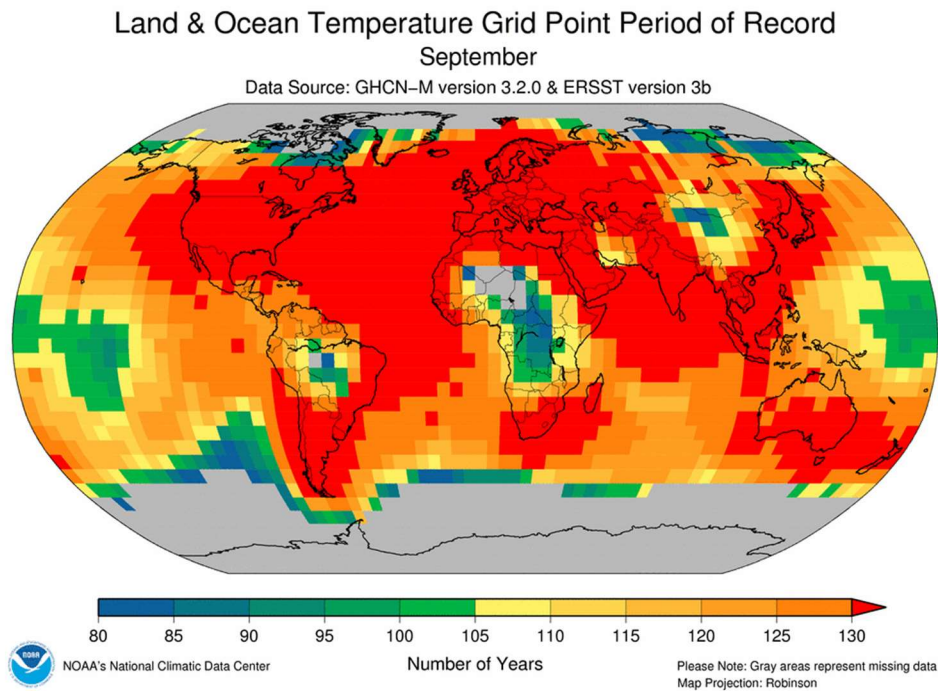 Land & Ocean Temperature Grid Point Period of Record
September
Data Source: GHCN−M version 3.2.0 & ERSST version 3b
80 85 90 95 100 105 110 115 120 125 130
NOAA
NOAA's National Climatic Data Center
Number of Years
Please Note: Gray areas represent missing data
Map Projection: Robinson